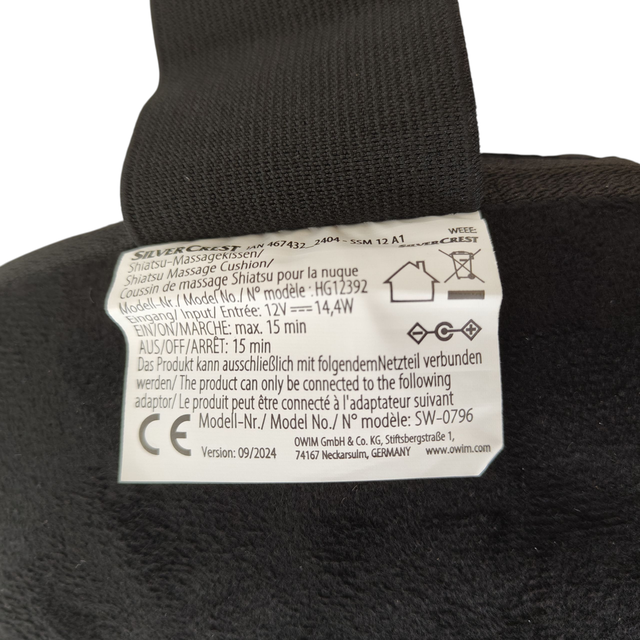 SILVERCREST IAN 467432_2404 - SSM 12 A1
Shiatsu-Massagekissen/
Shiatsu Massage Cushion/
Coussin de massage Shiatsu pour la nuque
Modell-Nr./ Model No./ N° modèle : HG12392
Eingang/ Input/ Entrée: 12V⎓ 14,4W
EIN/ON/MARCHE: max. 15 min
AUS/OFF/ARRÊT: 15 min
Das Produkt kann ausschließlich mit folgendemNetzteil verbunden
werden/ The product can only be connected to the following
adaptor/ Le produit peut être connecté à l'adaptateur suivant
Modell-Nr./ Model No./ N° modèle: SW-0796
WEEE:
SILVERCREST
CE
Version: 09/2024
OWIM GmbH & Co. KG, Stiftsbergstraße 1,
74167 Neckarsulm, GERMANY www.owim.com